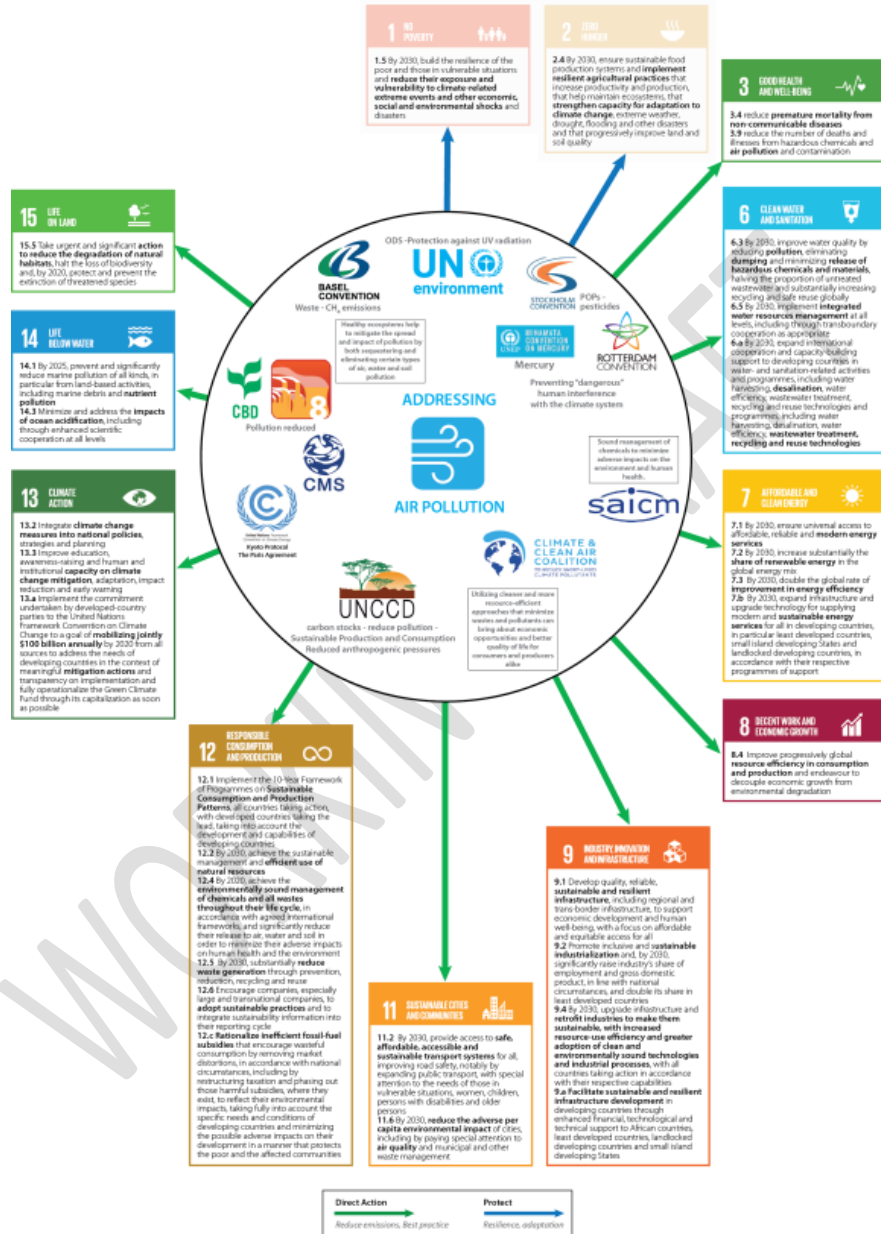 1 NO
POVERTY
1.5 By 2030, build the resilience of the
poor and those in vulnerable situations
and reduce their exposure and
vulnerability to climate-related
extreme events and other economic,
social and environmental shocks and
disasters
2 ZERO
HUNGER
2.4 By 2030, ensure sustainable food
production systems and implement
resilient agricultural practices that
increase productivity and production,
that help maintain ecosystems, that
strengthen capacity for adaptation to
climate change, extreme weather,
drought, flooding and other disasters
and that progressively improve land and
soil quality
3 GOOD HEALTH
AND WELL-BEING
3.4 reduce premature mortality from
non-communicable diseases
3.9 reduce the number of deaths and
illnesses from hazardous chemicals and
air pollution and contamination
15 LIFE
ON LAND
15.5 Take urgent and significant action
to reduce the degradation of natural
habitats, halt the loss of biodiversity
and, by 2020, protect and prevent the
extinction of threatened species
6 CLEAN WATER
AND SANITATION
6.3 By 2030, improve water quality by
reducing pollution, eliminating
dumping and minimizing release of
hazardous chemicals and materials,
halving the proportion of untreated
wastewater and substantially increasing
recycling and safe reuse globally
6.5 By 2030, implement integrated
water resources management at all
levels, including through transboundary
cooperation as appropriate
6.a By 2030, expand international
cooperation and capacity-building
support to developing countries in
water- and sanitation-related activities
and programmes, including water
harvesting, desalination, water
efficiency, wastewater treatment,
recycling and reuse technologies and
programmes, including water
harvesting, desalination, water
efficiency, wastewater treatment,
recycling and reuse technologies
14 LIFE
BELOW WATER
14.1 By 2025, prevent and significantly
reduce marine pollution of all kinds, in
particular from land-based activities,
including marine debris and nutrient
pollution
14.3 Minimize and address the impacts
of ocean acidification, including
through enhanced scientific
cooperation at all levels
13 CLIMATE
ACTION
13.2 Integrate climate change
measures into national policies,
strategies and planning
13.3 Improve education,
awareness-raising and human and
institutional capacity on climate
change mitigation, adaptation, impact
reduction and early warning
13.a Implement the commitment
undertaken by developed-country
parties to the United Nations
Framework Convention on Climate
Change to a goal of mobilizing jointly
$100 billion annually by 2020 from all
sources to address the needs of
developing countries in the context of
meaningful mitigation actions and
transparency on implementation and
fully operationalize the Green Climate
Fund through its capitalization as soon
as possible
ODS -Protection against UV radiation
UN environment
BASEL
CONVENTION
Waste - CH4 emissions
STOCKHOLM
CONVENTION
POPs -
pesticides
Healthy ecosystems help
to mitigate the spread
and impact of pollution by
both sequestering and
eliminating certain types
of air, water and soil
pollution
UNEP
MINAMATA
CONVENTION
ON MERCURY
Mercury
ROTTERDAM
CONVENTION
CBD
8
Pollution reduced
Preventing "dangerous"
human interference
with the climate system
ADDRESSING
AIR POLLUTION
CMS
Kyoto Protocol
The Paris Agreement
Sound management of
chemicals to minimize
adverse impacts on the
environment and human
health.
saicm
CLIMATE &
CLEAN AIR
COALITION
TO REDUCE SHORT-LIVED
CLIMATE POLLUTANTS
UNCCD
carbon stocks - reduce pollution -
Sustainable Production and Consumption
Reduced anthropogenic pressures
Utilizing cleaner and more
resource-efficient
approaches that minimize
wastes and pollutants can
bring about economic
opportunities and better
quality of life for
consumers and producers
alike
7 AFFORDABLE AND
CLEAN ENERGY
7.1 By 2030, ensure universal access to
affordable, reliable and modern energy
services
7.2 By 2030, increase substantially the
share of renewable energy in the
global energy mix
7.3 By 2030, double the global rate of
improvement in energy efficiency
7.b By 2030, expand infrastructure and
upgrade technology for supplying
modern and sustainable energy
services for all in developing countries,
in particular least developed countries,
small island developing States and
landlocked developing countries, in
accordance with their respective
programmes of support
8 DECENT WORK AND
ECONOMIC GROWTH
8.4 Improve progressively global
resource efficiency in consumption
and production and endeavour to
decouple economic growth from
environmental degradation
12 RESPONSIBLE
CONSUMPTION
AND PRODUCTION
12.1 Implement the 10-Year Framework
of Programmes on Sustainable
Consumption and Production
Patterns, all countries taking action,
with developed countries taking the
lead, taking into account the
development and capabilities of
developing countries
12.2 By 2030, achieve the sustainable
management and efficient use of
natural resources
12.4 By 2020, achieve the
environmentally sound management
of chemicals and all wastes
throughout their life cycle, in
accordance with agreed international
frameworks, and significantly reduce
their release to air, water and soil in
order to minimize their adverse impacts
on human health and the environment
12.5 By 2030, substantially reduce
waste generation through prevention,
reduction, recycling and reuse
12.6 Encourage companies, especially
large and transnational companies, to
adopt sustainable practices and to
integrate sustainability information into
their reporting cycle
12.c Rationalize inefficient fossil-fuel
subsidies that encourage wasteful
consumption by removing market
distortions, in accordance with national
circumstances, including by
restructuring taxation and phasing out
those harmful subsidies, where they
exist, to reflect their environmental
impacts, taking fully into account the
specific needs and conditions of
developing countries and minimizing
the possible adverse impacts on their
development in a manner that protects
the poor and the affected communities
11 SUSTAINABLE CITIES
AND COMMUNITIES
11.2 By 2030, provide access to safe,
affordable, accessible and
sustainable transport systems for all,
improving road safety, notably by
expanding public transport, with special
attention to the needs of those in
vulnerable situations, women, children,
persons with disabilities and older
persons
11.6 By 2030, reduce the adverse per
capita environmental impact of cities,
including by paying special attention to
air quality and municipal and other
waste management
9 INDUSTRY, INNOVATION
AND INFRASTRUCTURE
9.1 Develop quality, reliable,
sustainable and resilient
infrastructure, including regional and
trans-border infrastructure, to support
economic development and human
well-being, with a focus on affordable
and equitable access for all
9.2 Promote inclusive and sustainable
industrialization and, by 2030,
significantly raise industry's share of
employment and gross domestic
product, in line with national
circumstances, and double its share in
least developed countries
9.4 By 2030, upgrade infrastructure and
retrofit industries to make them
sustainable, with increased
resource-use efficiency and greater
adoption of clean and
environmentally sound technologies
and industrial processes, with all
countries taking action in accordance
with their respective capabilities
9.a Facilitate sustainable and resilient
infrastructure development in
developing countries through
enhanced financial, technological and
technical support to African countries,
least developed countries, landlocked
developing countries and small island
developing States
Direct Action
Reduce emissions, Best practice
Protect
Resilience, adaptation